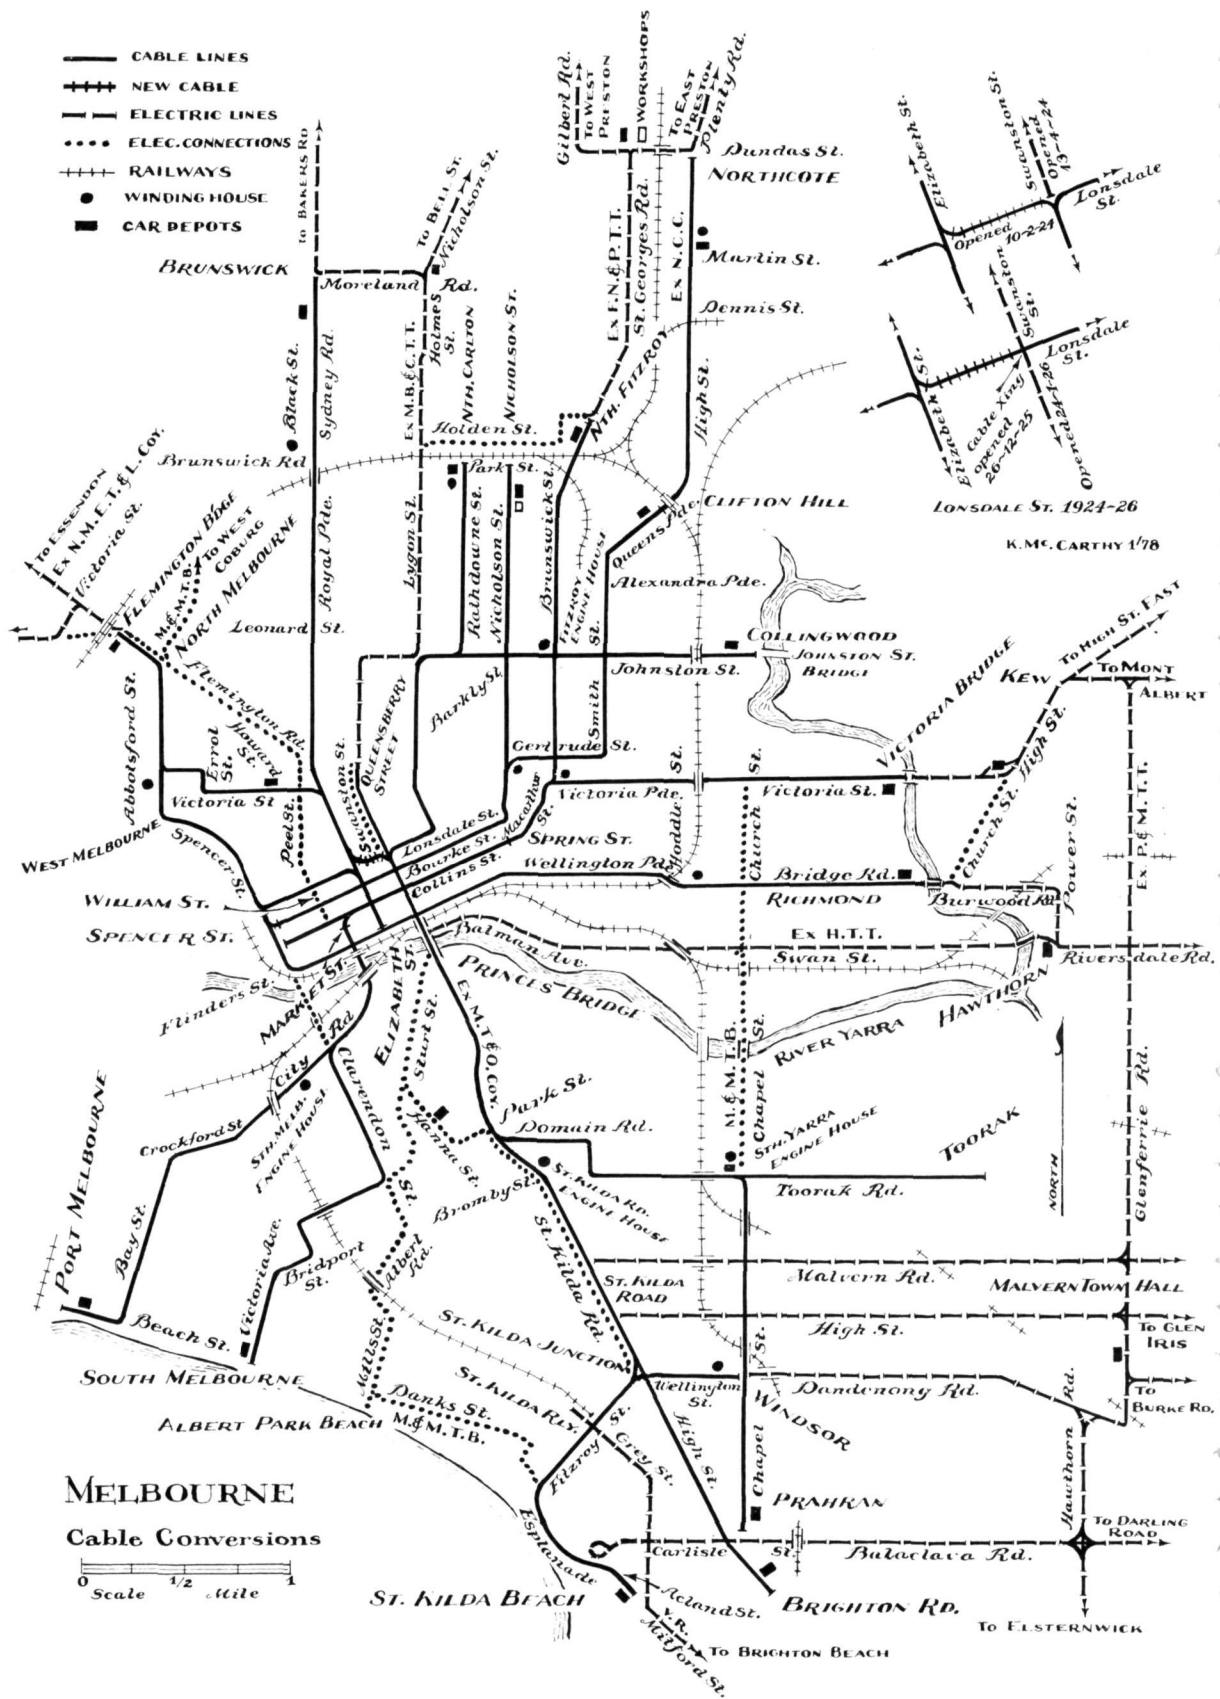 CABLE LINES
NEW CABLE
ELECTRIC LINES
ELEC. CONNECTIONS
RAILWAYS
WINDING HOUSE
CAR DEPOTS
to BAKERS RD
TO BELL ST.
Nicholson St.
Gilbert Rd.
TO WEST
PRESTON
WORKSHOPS
TO EAST
PRESTON
Plenty Rd.
Dundas St.
NORTHCOTE
Elizabeth St.
Swanston St.
Opened
13-4-24
Lonsdale
St.
Opened
10-2-24
BRUNSWICK
Moreland Rd.
Holmes
St.
Ex M.B.&C.T.T.
NTH. CARLTON
NICHOLSON ST.
Ex F.N.&P.T.T.
St. Georges Rd.
Ex N.C.C.
Martin St.
Dennis St.
High St.
Swanston
St.
Lonsdale
St.
Elizabeth St.
Cable Xing
opened
26-12-25
Opened 24-1-26
LONSDALE ST. 1924-26
K. Mc. CARTHY 1'78
Black St.
Sydney Rd.
Brunswick Rd
Holden St.
NTH. FITZROY
Park St.
CLIFTON HILL
Queens Pde.
TO ESSENDON
Ex N.M.E.T.& L. COY.
Victoria St.
FLEMINGTON BDGE
M.&M.T.B.
TO WEST
COBURG
NORTH MELBOURNE
Royal Pde.
Leonard St.
Lygon St.
Rathdowne St.
Nicholson St.
Brunswick St.
FITZROY
ENGINE HOUSE
Alexandra Pde.
COLLINGWOOD
JOHNSTON ST.
BRIDGE
Johnston St.
Smith St.
Barkly St
QUEENSBERRY
STREET
Swanston St.
Flemington Rd.
Howard
St.
Errol
St.
Abbotsford St.
Victoria St
Peel St.
Gertrude St.
Macarthur
St.
Victoria Pde.
Hoddle St.
Church St.
Victoria St.
VICTORIA BRIDGE
KEW
TO HIGH ST. EAST
TO MONT
ALBERT
High St.
Church St.
Power St.
Ex. P.&M.T.T.
WEST MELBOURNE
Spencer St.
WILLIAM ST.
SPENCER ST.
Lonsdale St.
Bourke St.
Collins St.
SPRING ST.
Wellington Pde.
Bridge Rd.
RICHMOND
Burwood Rd
Ex H.T.T.
Swan St.
Riversdale Rd.
Batman Ave.
PRINCES BRIDGE
HAWTHORN
RIVER YARRA
Flinders St.
MARKET ST.
ELIZABETH
ST.
Sturt St.
Ex M.T.&O. COY.
City Rd
Clarendon St.
STH. MELB.
ENGINE HOUSE
Crockford St
PORT MELBOURNE
Bay St.
Beach St.
Victoria Ave.
Bridport
St.
Hanna St.
Park St.
Domain Rd.
Bromby St.
ST. KILDA RD.
ENGINE HOUSE
M.&M.T.B.
Chapel St.
STH. YARRA
ENGINE HOUSE
TOORAK
Toorak Rd.
NORTH
Glenferrie Rd.
Albert
Rd.
St. Kilda Rd.
ST. KILDA
ROAD
Malvern Rd.
MALVERN TOWN HALL
High St.
TO GLEN
IRIS
ST. KILDA JUNCTION
ST. KILDA RLY.
Mills St.
SOUTH MELBOURNE
ALBERT PARK BEACH
Danks St.
M.&M.T.B.
Fitzroy St.
Grey St.
Wellington
St.
High St.
WINDSOR
Dandenong Rd.
TO
BURKE RD.
Hawthorn Rd.
Chapel St.
PRAHRAN
TO DARLING
ROAD
Carlisle St.
Balaclava Rd.
Esplanade
ST. KILDA BEACH
Acland St.
BRIGHTON RD.
V.R.
Milford St.
TO BRIGHTON BEACH
TO ELSTERNWICK
MELBOURNE
Cable Conversions
0 1/2 1
Scale Mile